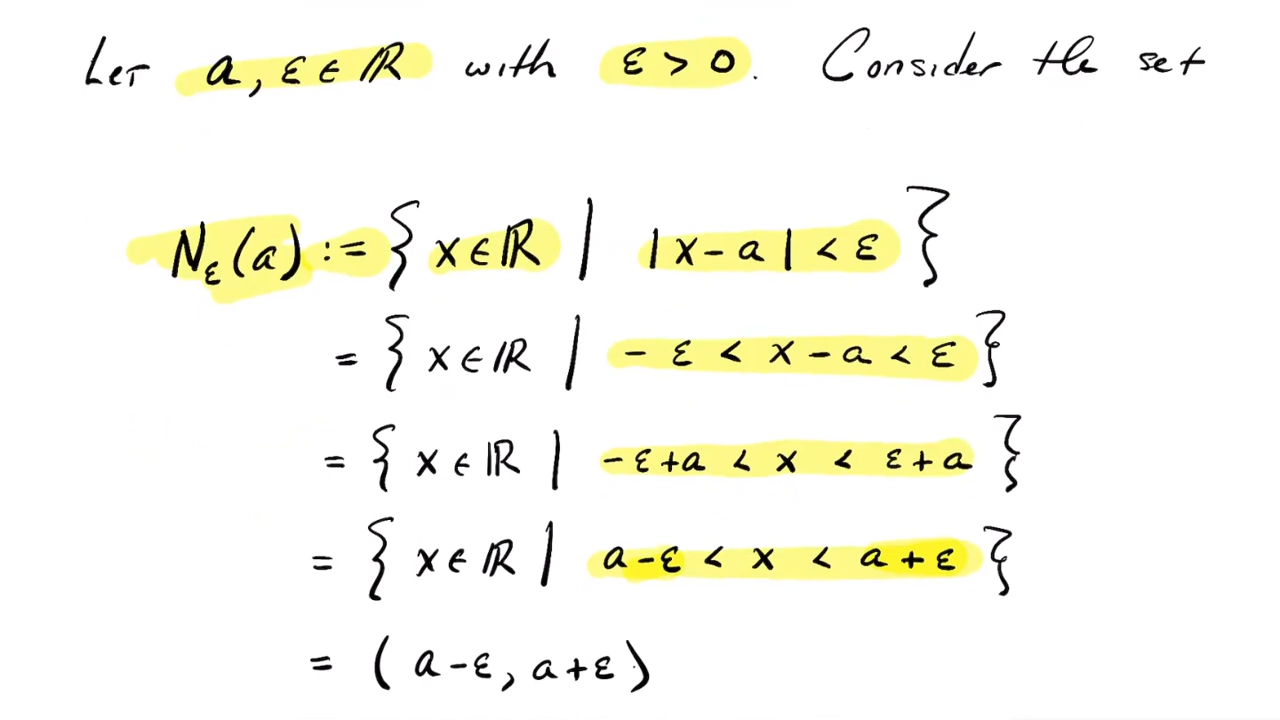 Let a, ε ∈ ℝ with ε > 0. Consider the set
N_ε(a) := { x ∈ ℝ | |x - a| < ε }
= { x ∈ ℝ | - ε < x - a < ε }
= { x ∈ ℝ | - ε + a < x < ε + a }
= { x ∈ ℝ | a - ε < x < a + ε }
= ( a - ε, a + ε )